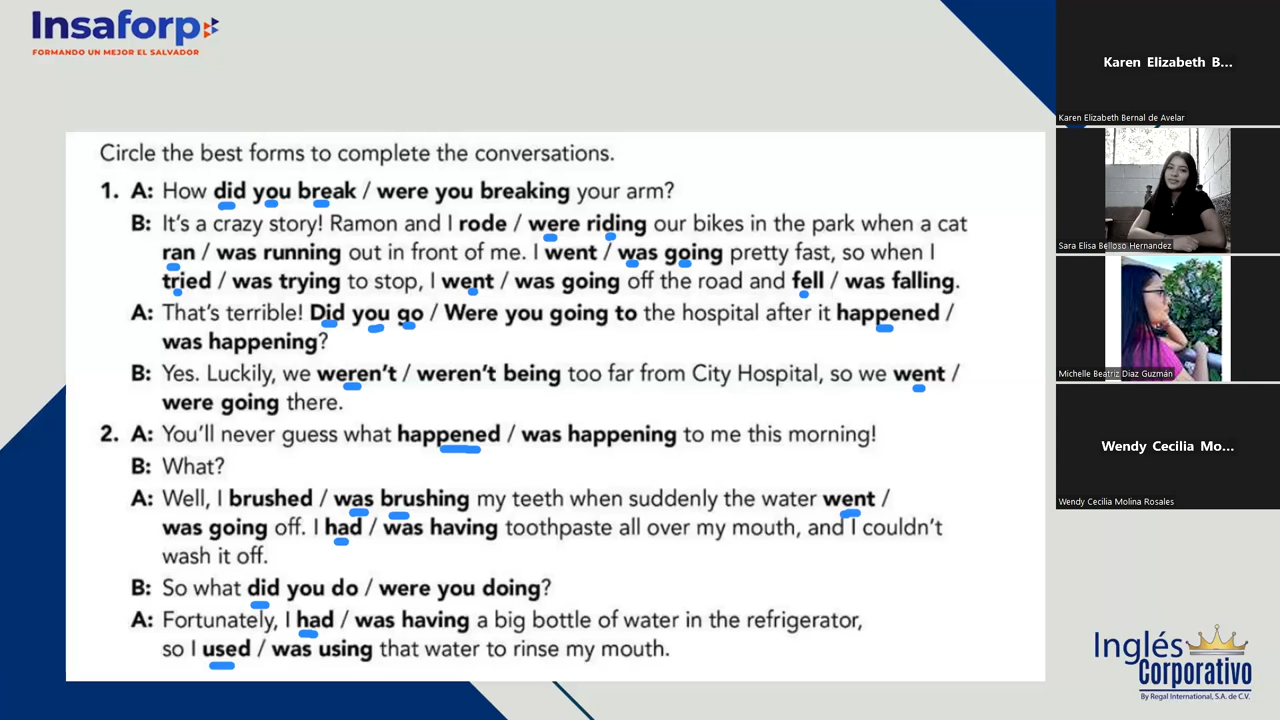 Insaforp
FORMANDO UN MEJOR EL SALVADOR
Circle the best forms to complete the conversations.
1. A: How did you break / were you breaking your arm?
B: It's a crazy story! Ramon and I rode / were riding our bikes in the park when a cat
ran / was running out in front of me. I went / was going pretty fast, so when I
tried / was trying to stop, I went / was going off the road and fell / was falling.
A: That's terrible! Did you go / Were you going to the hospital after it happened /
was happening?
B: Yes. Luckily, we weren't / weren't being too far from City Hospital, so we went /
were going there.
2. A: You'll never guess what happened / was happening to me this morning!
B: What?
A: Well, I brushed / was brushing my teeth when suddenly the water went /
was going off. I had / was having toothpaste all over my mouth, and I couldn't
wash it off.
B: So what did you do / were you doing?
A: Fortunately, I had / was having a big bottle of water in the refrigerator,
so I used / was using that water to rinse my mouth.
Karen Elizabeth B...
Karen Elizabeth Bernal de Avelar
Sara Elisa Belloso Hernandez
Michelle Beatriz Diaz Guzmán
Wendy Cecilia Mo...
Wendy Cecilia Molina Rosales
Inglés
Corporativo
By Regal International, S.A. de C.V.